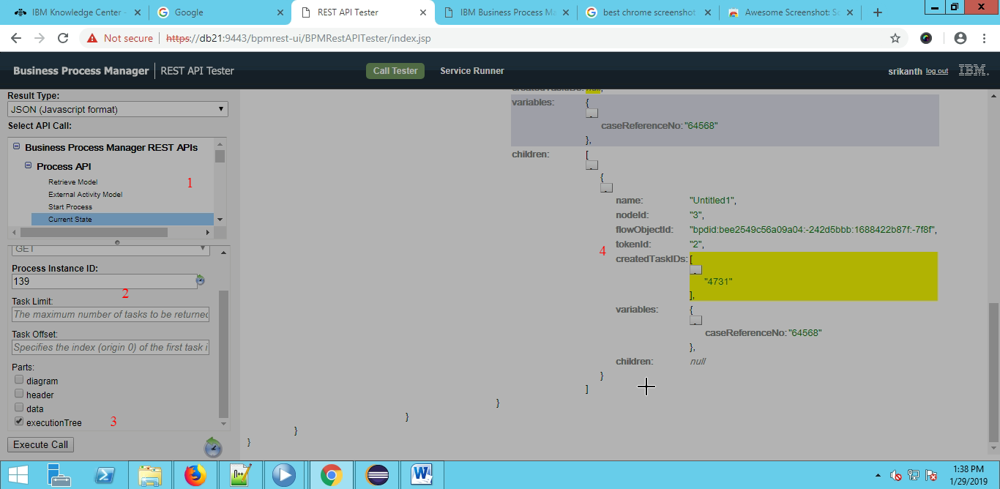 IBM Knowledge Center -
Google
REST API Tester
IBM Business Process Ma
best chrome screenshot
Awesome Screenshot: Sc
Not secure
https://db21:9443/bpmrest-ui/BPMRestAPITester/index.jsp
Business Process Manager
REST API Tester
Call Tester
Service Runner
srikanth
log out
IBM.
Result Type:
JSON (Javascript format)
Select API Call:
Business Process Manager REST APIs
Process API
Retrieve Model
1
External Activity Model
Start Process
Current State
GET
Process Instance ID:
139
2
Task Limit:
The maximum number of tasks to be returned
Task Offset:
Specifies the index (origin 0) of the first task i
Parts:
diagram
header
data
executionTree
3
Execute Call
createdTaskIDs: null,
variables: {
caseReferenceNo: "64568"
},
children: [
{
name: "Untitled1",
nodeId: "3",
flowObjectId: "bpdid:bee2549c56a09a04:-242d5bbb:1688422b87f:-7f8f",
tokenId: "2",
4
createdTaskIDs: [
"4731"
],
variables: {
caseReferenceNo: "64568"
},
children: null
}
]
}
}
}
}
1:38 PM
1/29/2019